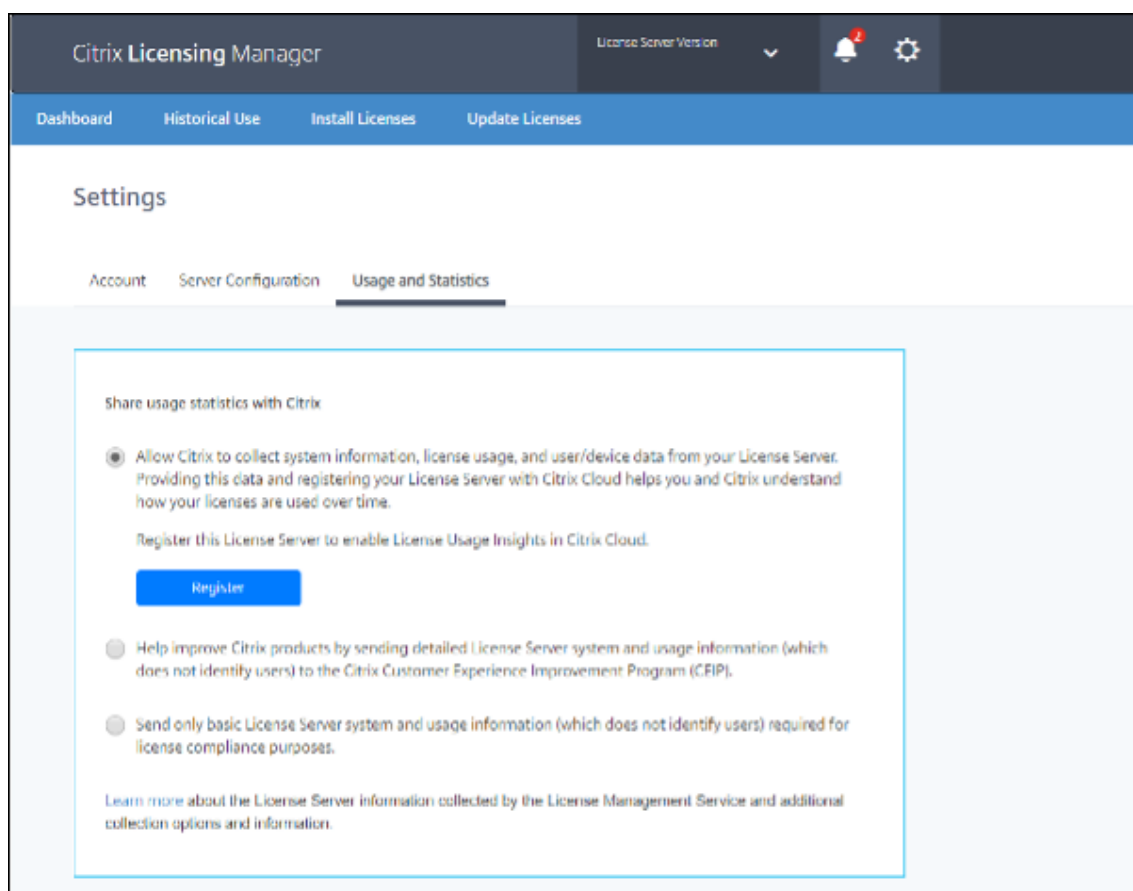 Citrix Licensing Manager
License Server Version
2
Dashboard Historical Use Install Licenses Update Licenses
Settings
Account Server Configuration Usage and Statistics
Share usage statistics with Citrix
Allow Citrix to collect system information, license usage, and user/device data from your License Server.
Providing this data and registering your License Server with Citrix Cloud helps you and Citrix understand
how your licenses are used over time.
Register this License Server to enable License Usage Insights in Citrix Cloud.
Register
Help improve Citrix products by sending detailed License Server system and usage information (which
does not identify users) to the Citrix Customer Experience Improvement Program (CEIP).
Send only basic License Server system and usage information (which does not identify users) required for
license compliance purposes.
Learn more about the License Server information collected by the License Management Service and additional
collection options and information.